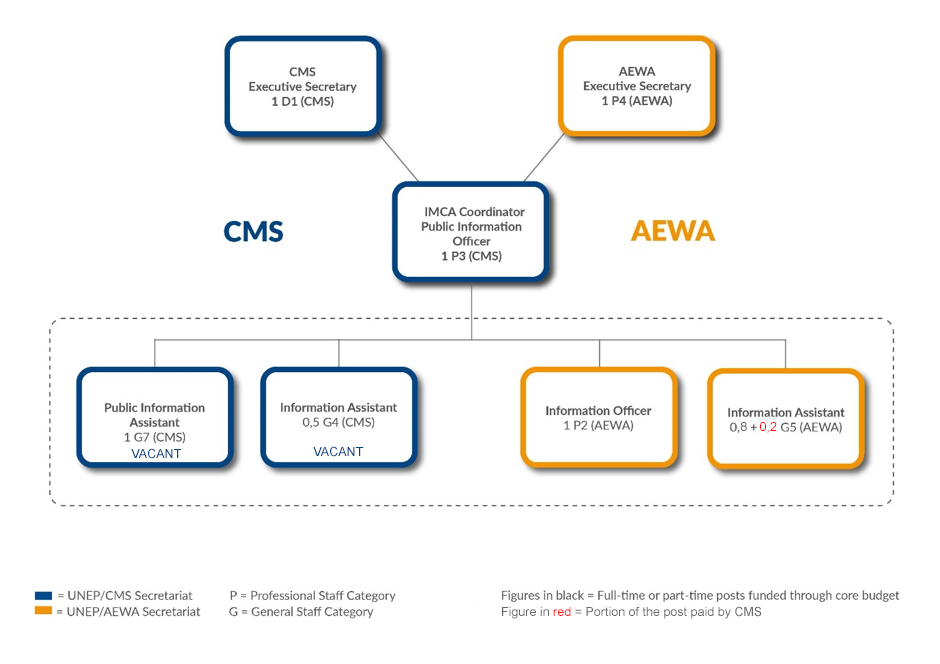 CMS
Executive Secretary
1 D1 (CMS)
AEWA
Executive Secretary
1 P4 (AEWA)
IMCA Coordinator
Public Information
Officer
1 P3 (CMS)
CMS
AEWA
Public Information
Assistant
1 G7 (CMS)
VACANT
Information Assistant
0,5 G4 (CMS)
VACANT
Information Officer
1 P2 (AEWA)
Information Assistant
0,8 + 0,2 G5 (AEWA)
= UNEP/CMS Secretariat
= UNEP/AEWA Secretariat
P = Professional Staff Category
G = General Staff Category
Figures in black = Full-time or part-time posts funded through core budget
Figure in red = Portion of the post paid by CMS